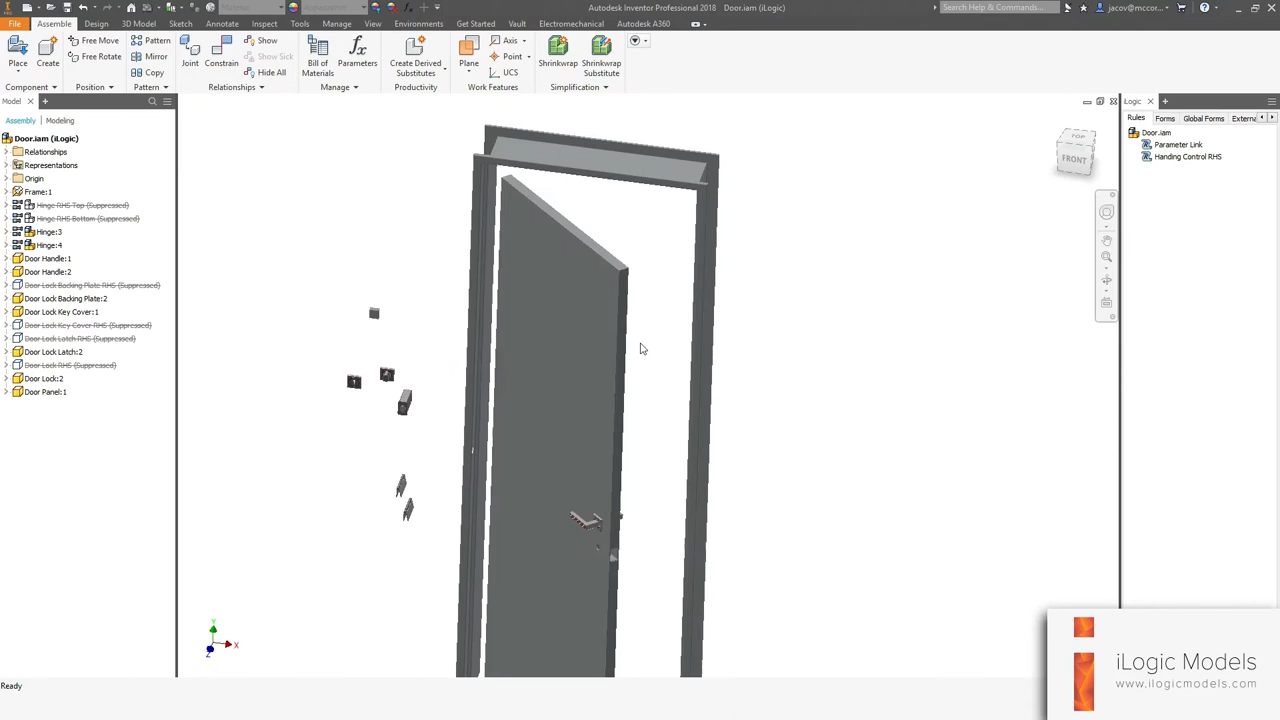 Autodesk Inventor Professional 2018 Door.iam (iLogic)
Search Help & Commands...
jacov@mccor...
File Assemble Design 3D Model Sketch Annotate Inspect Tools Manage View Environments Get Started Vault Electromechanical Autodesk A360
Free Move Pattern Show Axis
Free Rotate Mirror Show Sick Point
Place Create Copy Joint Constrain Hide All Bill of Materials Parameters Create Derived Substitutes Plane UCS Shrinkwrap Shrinkwrap Substitute
Component Position Pattern Relationships Manage Productivity Work Features Simplification
Model
Assembly Modeling
Door.iam (iLogic)
Relationships
Representations
Origin
Frame:1
Hinge RHS Top (Suppressed)
Hinge RHS Bottom (Suppressed)
Hinge:3
Hinge:4
Door Handle:1
Door Handle:2
Door Lock Backing Plate RHS (Suppressed)
Door Lock Backing Plate:2
Door Lock Key Cover:1
Door Lock Key Cover RHS (Suppressed)
Door Lock Latch RHS (Suppressed)
Door Lock Latch:2
Door Lock RHS (Suppressed)
Door Lock:2
Door Panel:1
TOP
FRONT
iLogic
Rules Forms Global Forms Externa
Door.iam
Parameter Link
Handing Control RHS
Y
X
Z
Ready
iLogic Models
www.ilogicmodels.com